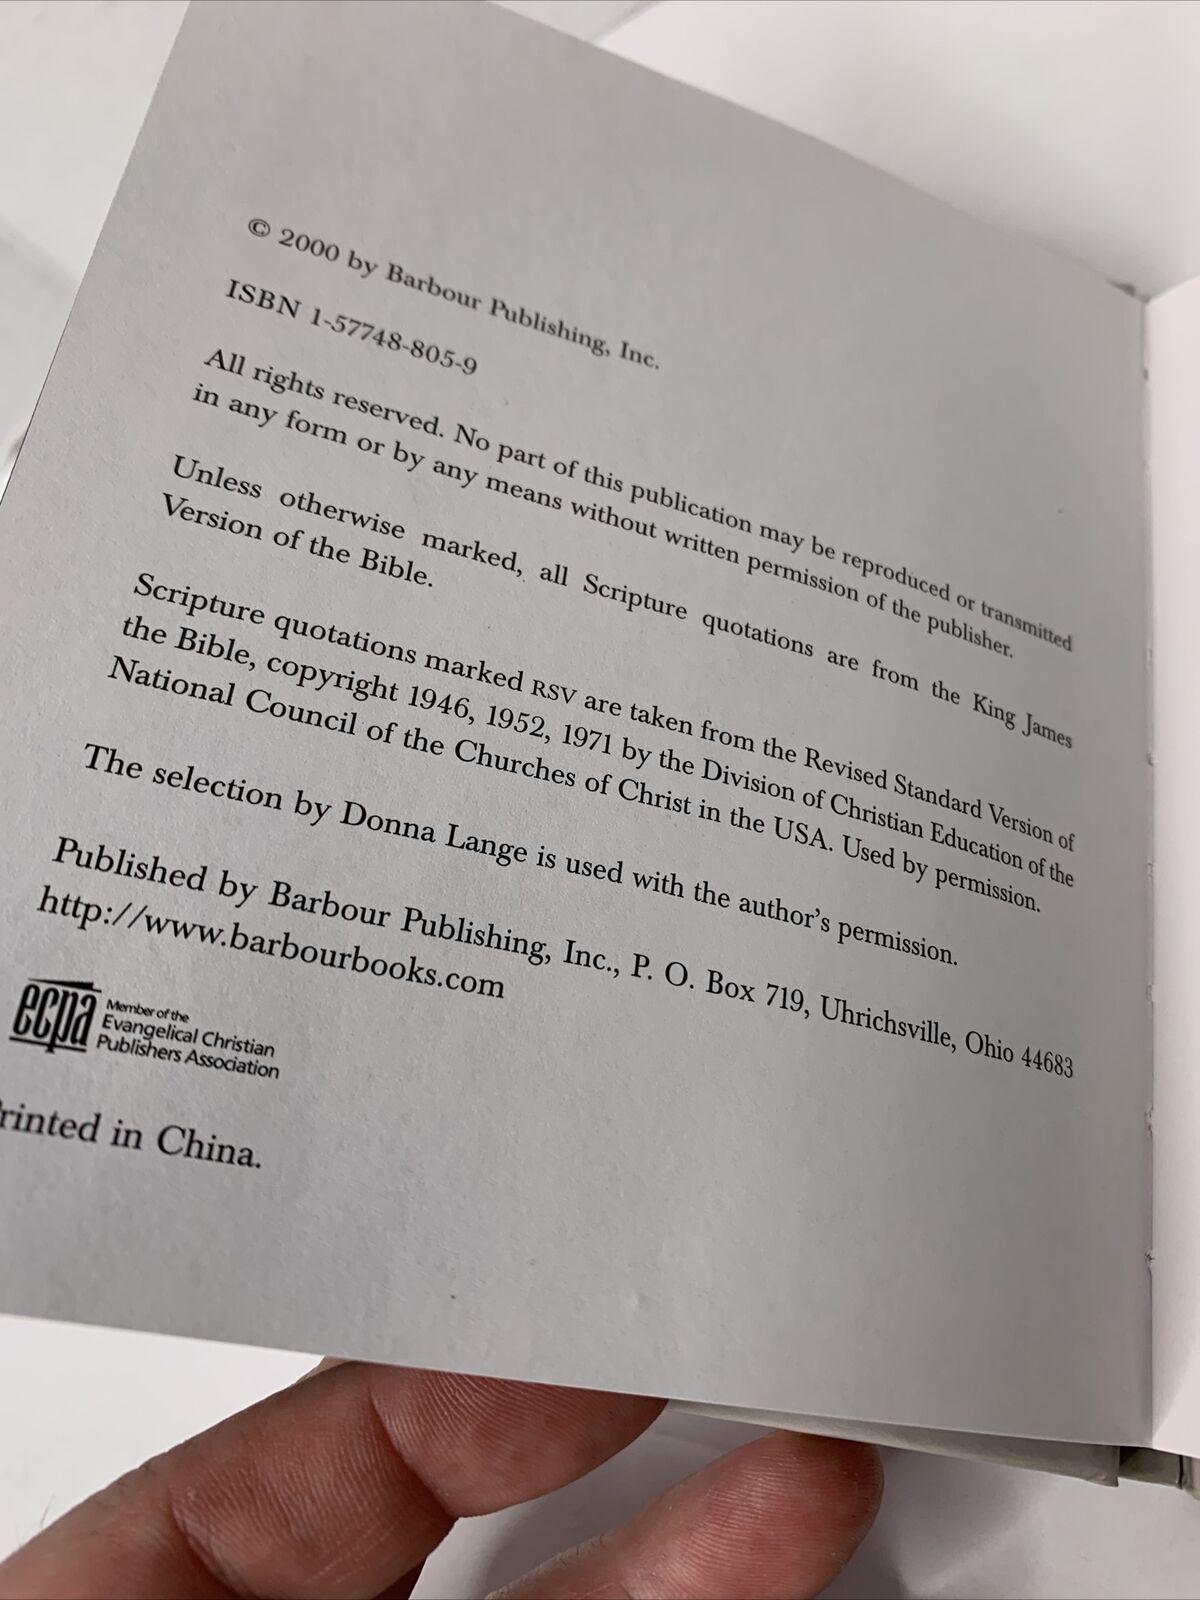 © 2000 by Barbour Publishing, Inc.
ISBN 1-57748-805-9
All rights reserved. No part of this publication may be reproduced or transmitted
in any form or by any means without written permission of the publisher.
Unless otherwise marked, all Scripture quotations are from the King James
Version of the Bible.
Scripture quotations marked RSV are taken from the Revised Standard Version of
the Bible, copyright 1946, 1952, 1971 by the Division of Christian Education of the
National Council of the Churches of Christ in the USA. Used by permission.
The selection by Donna Lange is used with the author's permission.
Published by Barbour Publishing, Inc., P. O. Box 719, Uhrichsville, Ohio 44683
http://www.barbourbooks.com
ecpa
Member of the
Evangelical Christian
Publishers Association
Printed in China.